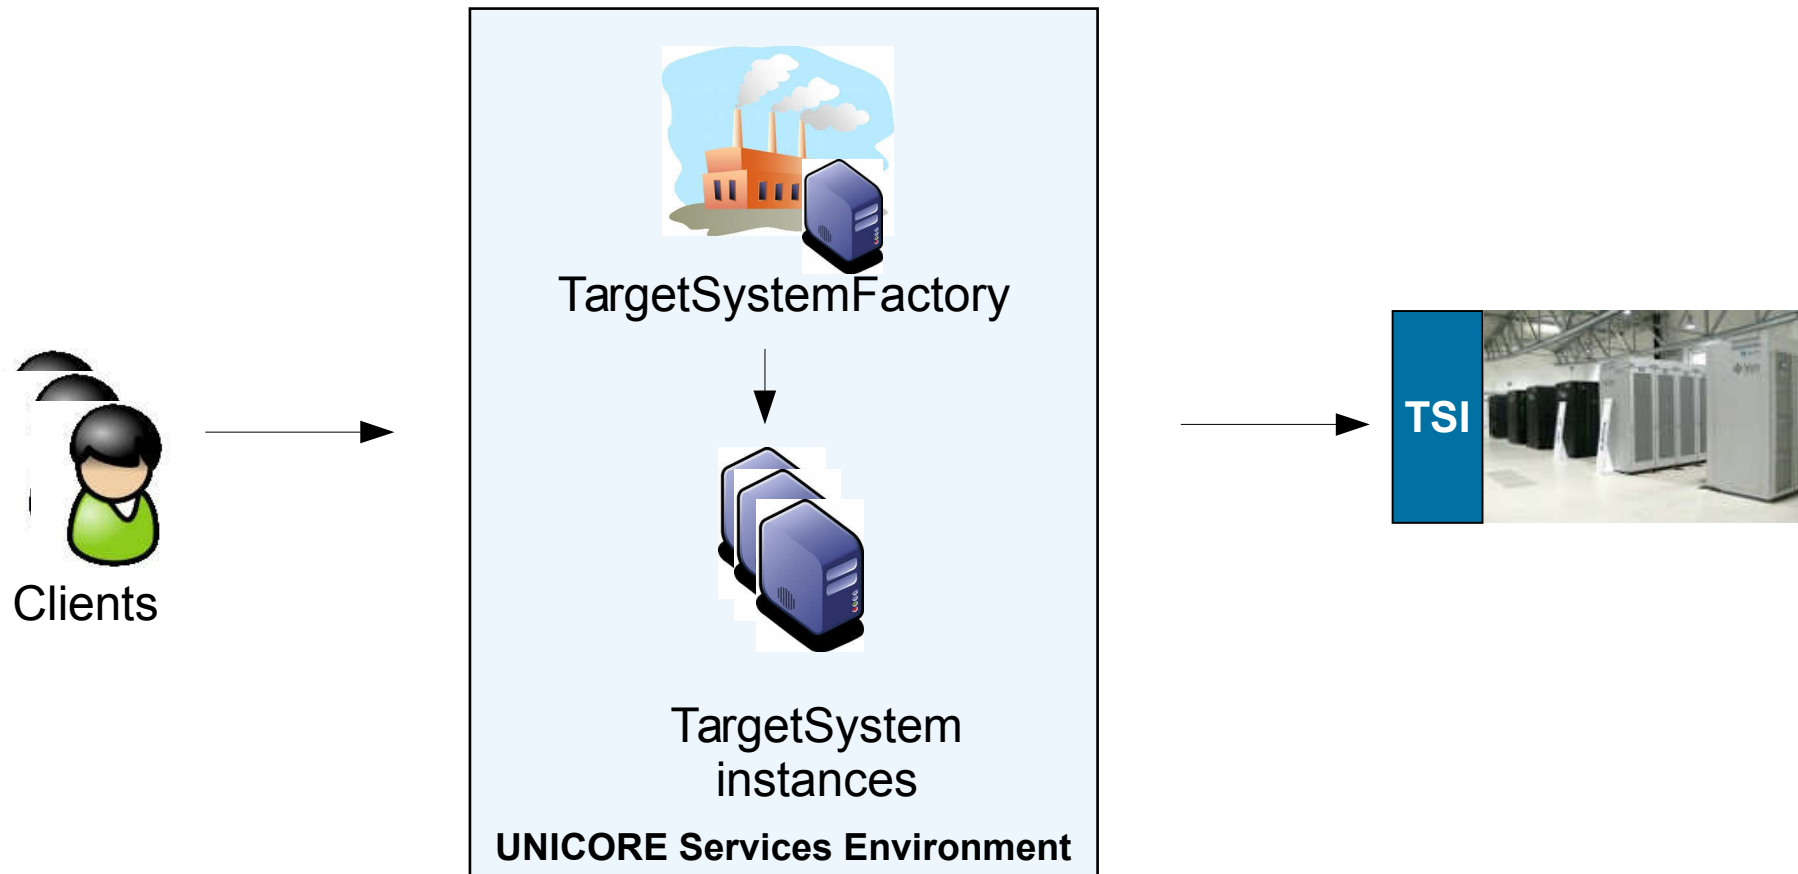 TargetSystemFactory
Clients
TargetSystem
instances
UNICORE Services Environment
TSI